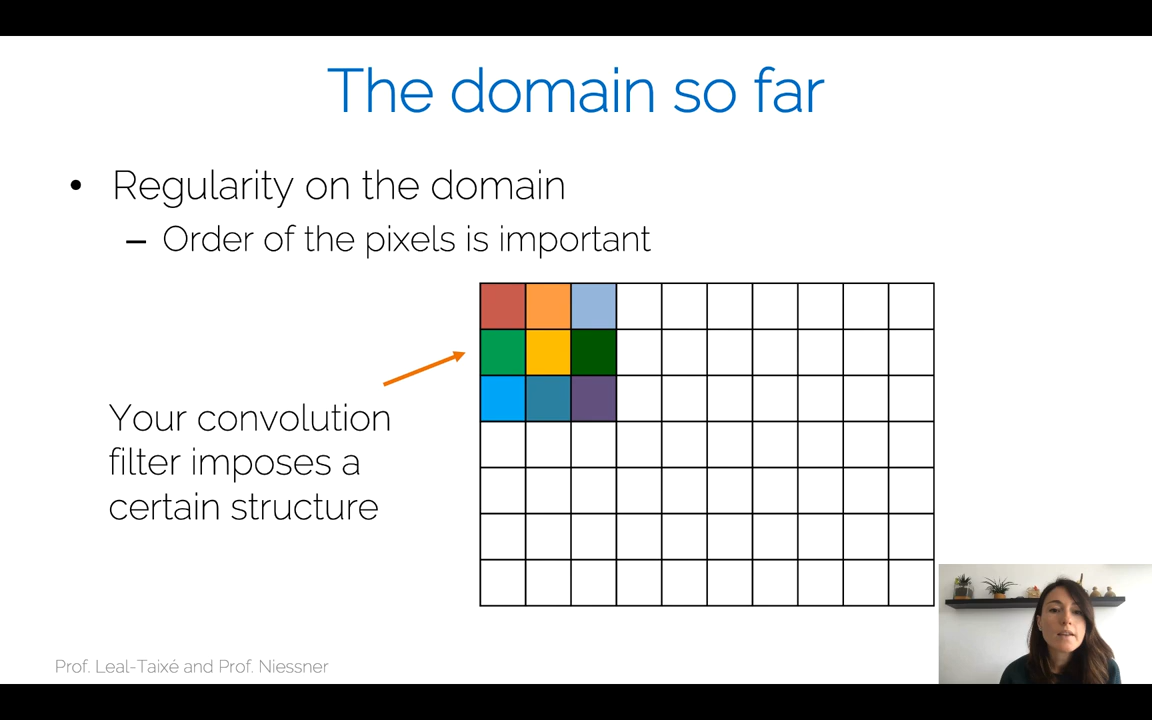 The domain so far
• Regularity on the domain
– Order of the pixels is important
Your convolution
filter imposes a
certain structure
Prof. Leal-Taixé and Prof. Niessner